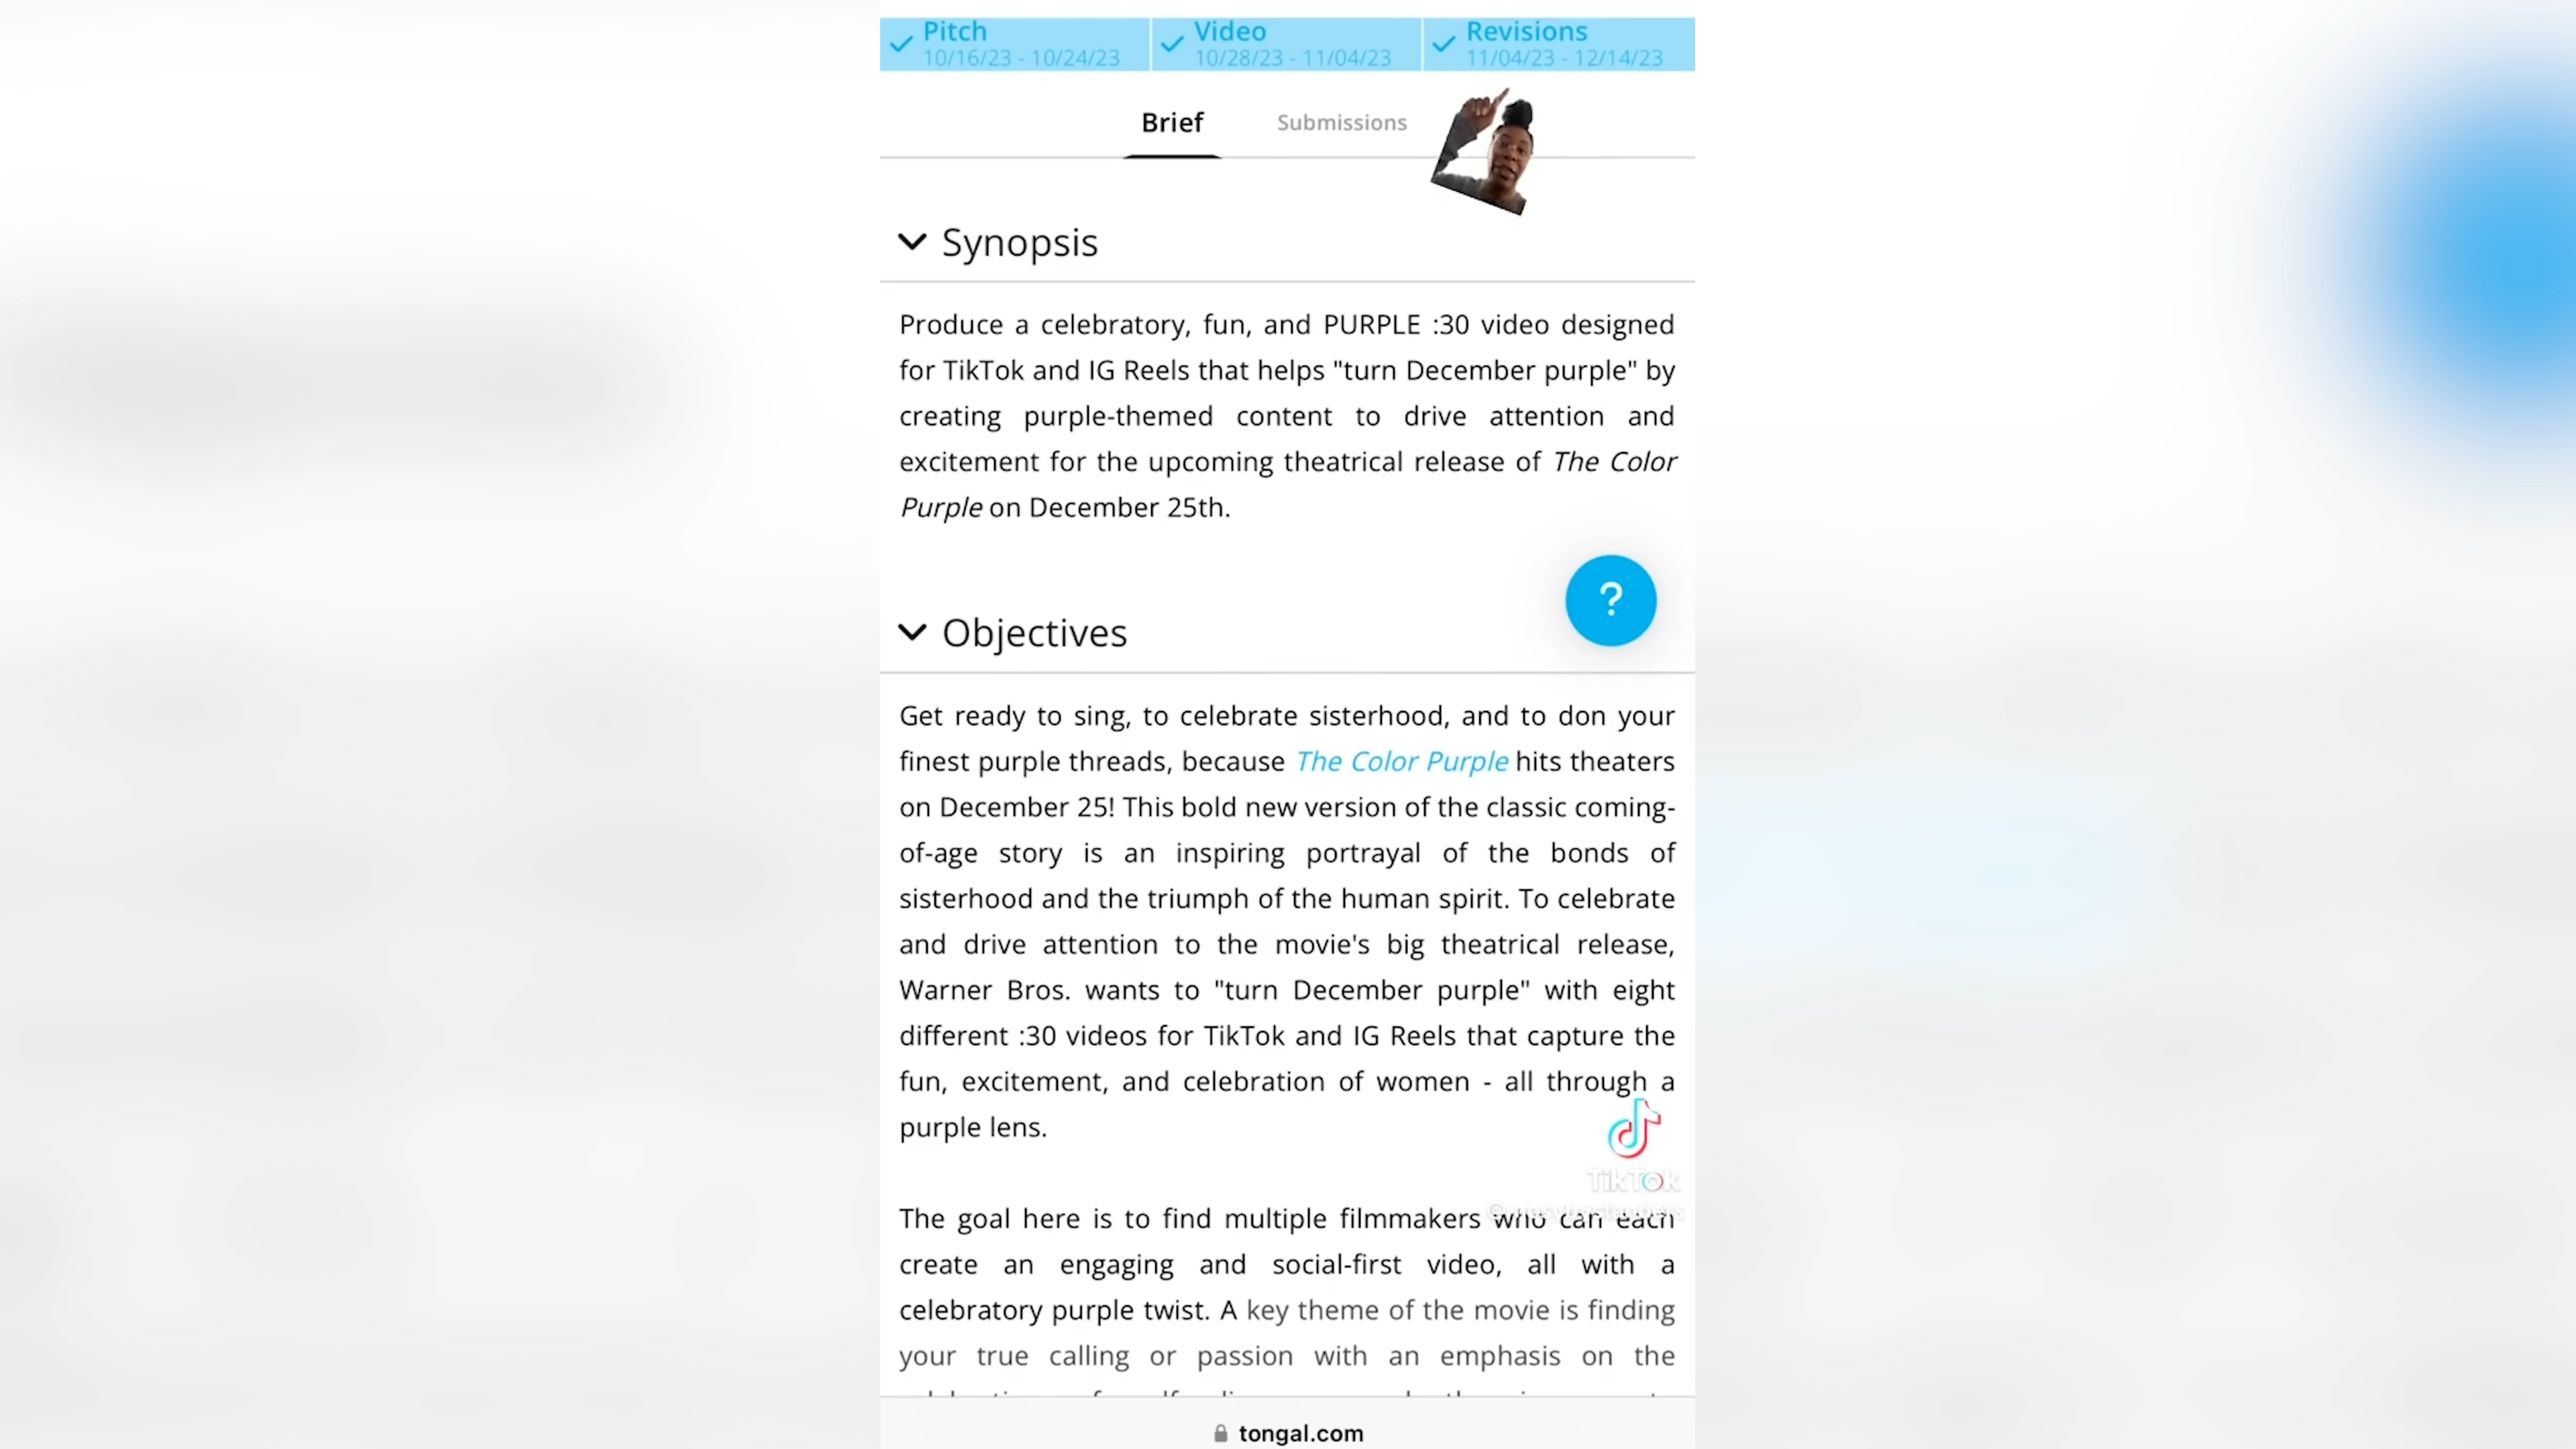 Pitch
10/16/23 - 10/24/23
Video
10/28/23 - 11/04/23
Revisions
11/04/23 - 12/14/23
Brief
Submissions
Synopsis
Produce a celebratory, fun, and PURPLE :30 video designed
for TikTok and IG Reels that helps "turn December purple" by
creating purple-themed content to drive attention and
excitement for the upcoming theatrical release of The Color
Purple on December 25th.
?
Objectives
Get ready to sing, to celebrate sisterhood, and to don your
finest purple threads, because The Color Purple hits theaters
on December 25! This bold new version of the classic coming-
of-age story is an inspiring portrayal of the bonds of
sisterhood and the triumph of the human spirit. To celebrate
and drive attention to the movie's big theatrical release,
Warner Bros. wants to "turn December purple" with eight
different :30 videos for TikTok and IG Reels that capture the
fun, excitement, and celebration of women - all through a
purple lens.
TikTok
The goal here is to find multiple filmmakers who can each
create an engaging and social-first video, all with a
celebratory purple twist. A key theme of the movie is finding
your true calling or passion with an emphasis on the
tongal.com